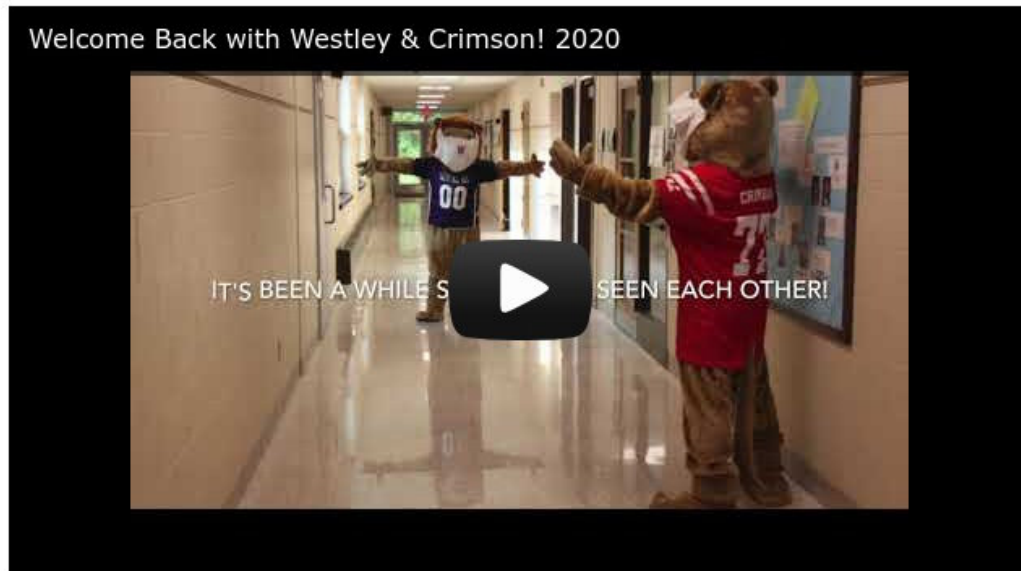 Welcome Back with Westley & Crimson! 2020
CRIMSON
00
IT'S BEEN A WHILE S SEEN EACH OTHER!